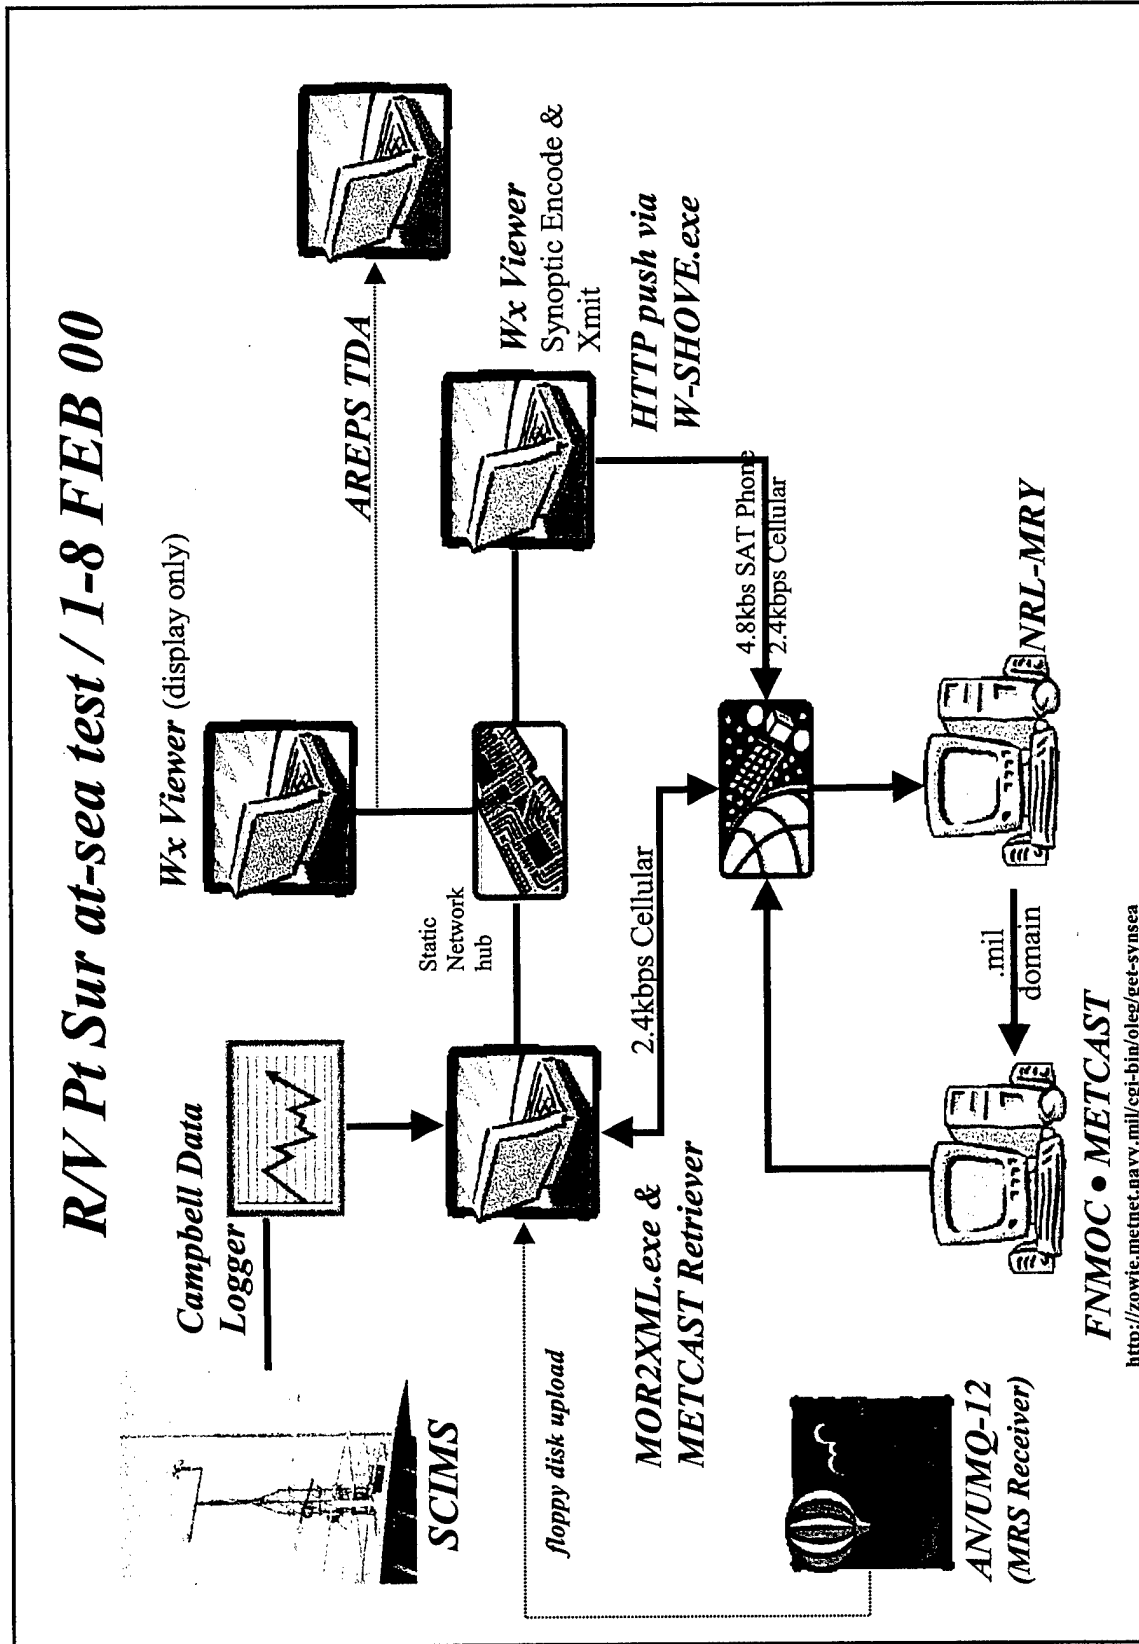 R/V Pt Sur at-sea test / 1-8 FEB 00
Campbell Data
Logger
SCIMS
Wx Viewer (display only)
AREPS TDA
Static
Network
hub
Wx Viewer
Synoptic Encode &
Xmit
floppy disk upload
MOR2XML.exe &
METCAST Retriever
2.4kbps Cellular
HTTP push via
W-SHOVE.exe
4.8kbs SAT Phone
2.4kbps Cellular
AN/UMQ-12
(MRS Receiver)
.mil
domain
NRL-MRY
FNMOC ● METCAST
http://zowie.metnet.navy.mil/cgi-bin/oleg/get-synsea